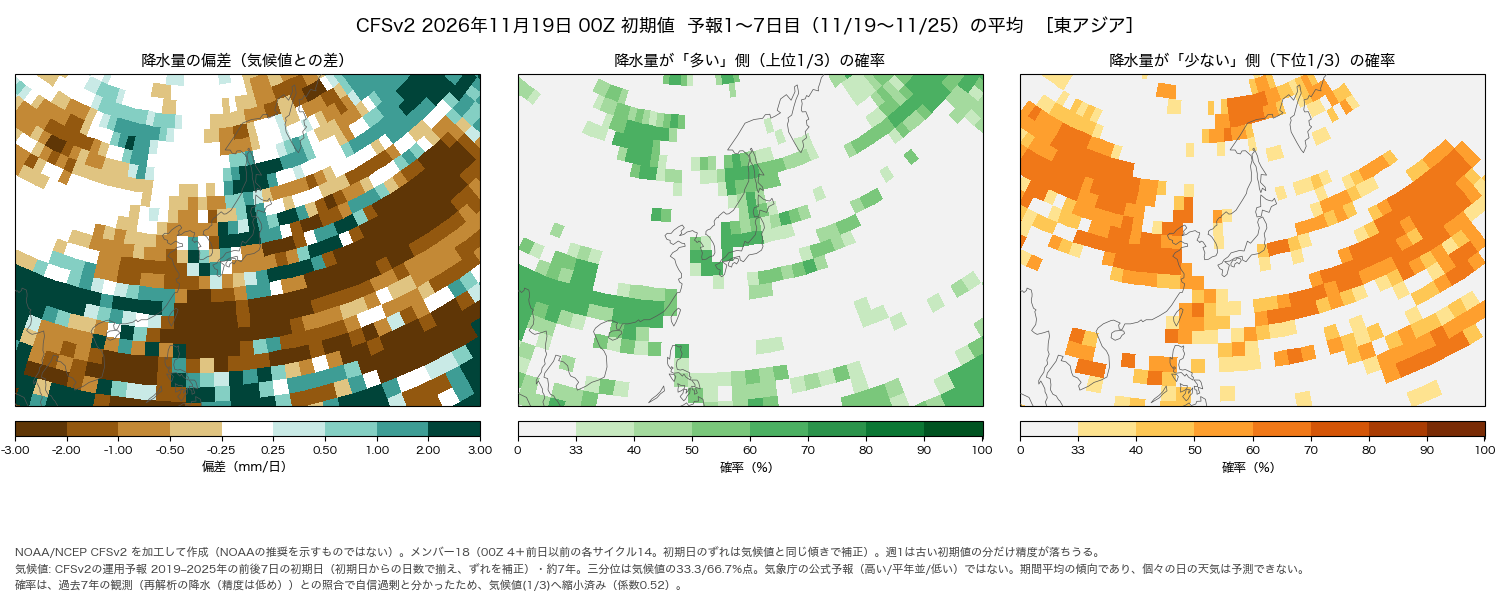 CFSv2 2026年11月19日 00Z 初期値  予報1～7日目（11/19～11/25）の平均  ［東アジア］
降水量の偏差（気候値との差）
降水量が「多い」側（上位1/3）の確率
降水量が「少ない」側（下位1/3）の確率
-3.00 -2.00 -1.00 -0.50 -0.25 0.25 0.50 1.00 2.00 3.00
偏差（mm/日）
0 33 40 50 60 70 80 90 100
確率（%）
0 33 40 50 60 70 80 90 100
確率（%）
NOAA/NCEP CFSv2 を加工して作成（NOAAの推奨を示すものではない）。メンバー18（00Z 4＋前日以前の各サイクル14。初期日のずれは気候値と同じ傾きで補正）。週1は古い初期値の分だけ精度が落ちうる。
気候値: CFSv2の運用予報 2019–2025年の前後7日の初期日（初期日からの日数で揃え、ずれを補正）・約7年。三分位は気候値の33.3/66.7%点。気象庁の公式予報（高い/平年並/低い）ではない。期間平均の傾向であり、個々の日の天気は予測できない。
確率は、過去7年の観測（再解析の降水（精度は低め））との照合で自信過剰と分かったため、気候値(1/3)へ縮小済み（係数0.52）。